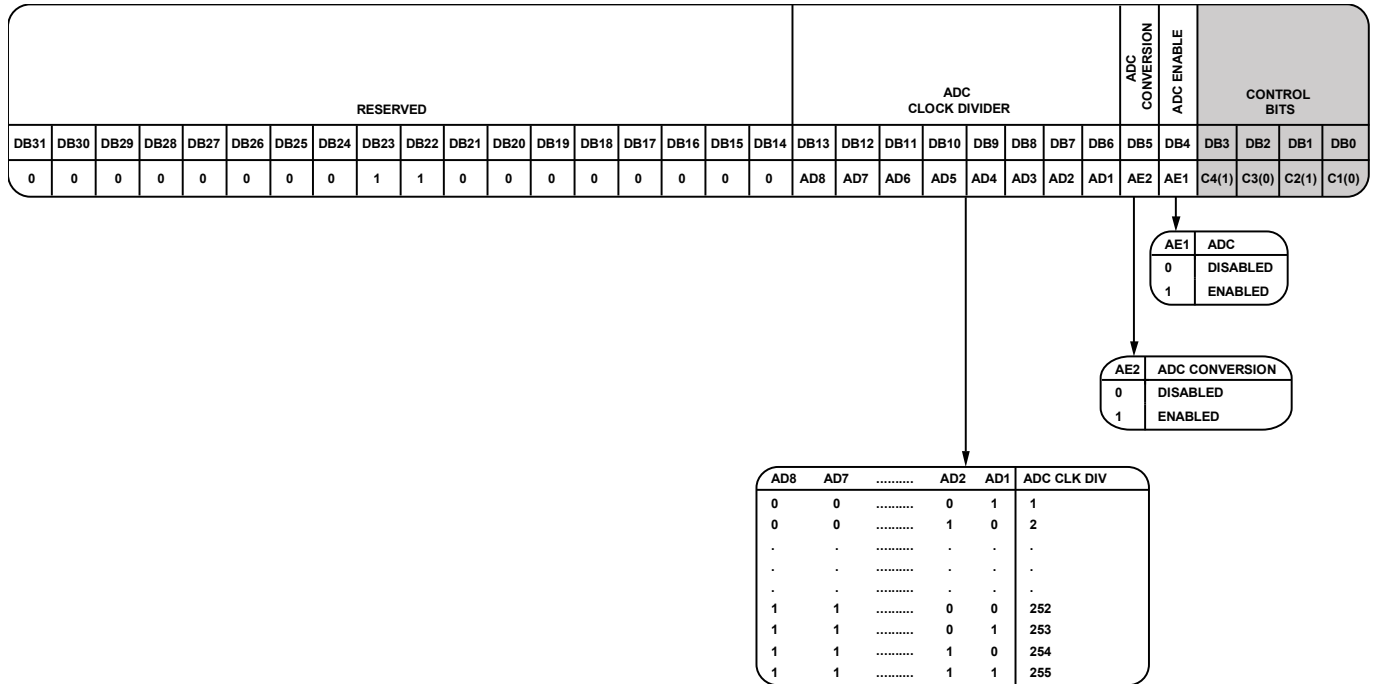 RESERVED
ADC
CLOCK DIVIDER
ADC
CONVERSION
ADC ENABLE
CONTROL
BITS
DB31 DB30 DB29 DB28 DB27 DB26 DB25 DB24 DB23 DB22 DB21 DB20 DB19 DB18 DB17 DB16 DB15 DB14 DB13 DB12 DB11 DB10 DB9 DB8 DB7 DB6 DB5 DB4 DB3 DB2 DB1 DB0
0 0 0 0 0 0 0 0 1 1 0 0 0 0 0 0 0 0 AD8 AD7 AD6 AD5 AD4 AD3 AD2 AD1 AE2 AE1 C4(1) C3(0) C2(1) C1(0)
AE1 ADC
0 DISABLED
1 ENABLED
AE2 ADC CONVERSION
0 DISABLED
1 ENABLED
AD8 AD7 .......... AD2 AD1 ADC CLK DIV
0 0 .......... 0 1 1
0 0 .......... 1 0 2
. . .......... . . .
. . .......... . . .
. . .......... . . .
1 1 .......... 0 0 252
1 1 .......... 0 1 253
1 1 .......... 1 0 254
1 1 .......... 1 1 255